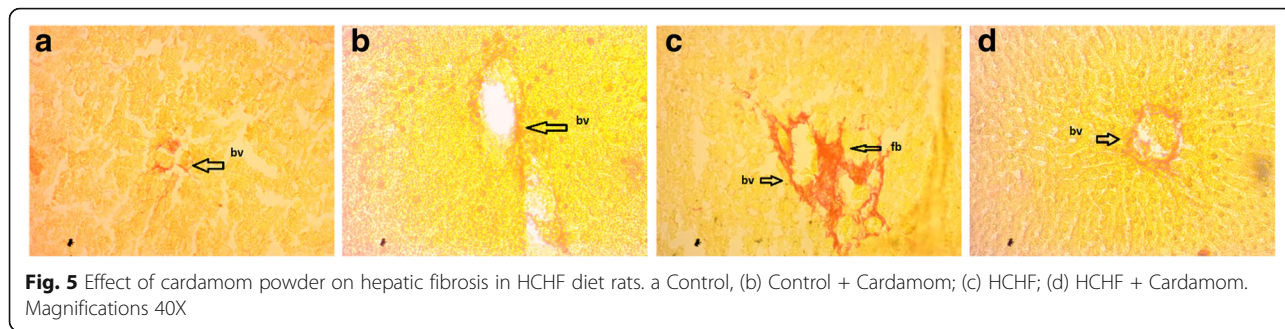 a
b
c
d
bv
bv
fb
bv
bv
Fig. 5 Effect of cardamom powder on hepatic fibrosis in HCHF diet rats. a Control, (b) Control + Cardamom; (c) HCHF; (d) HCHF + Cardamom.
Magnifications 40X